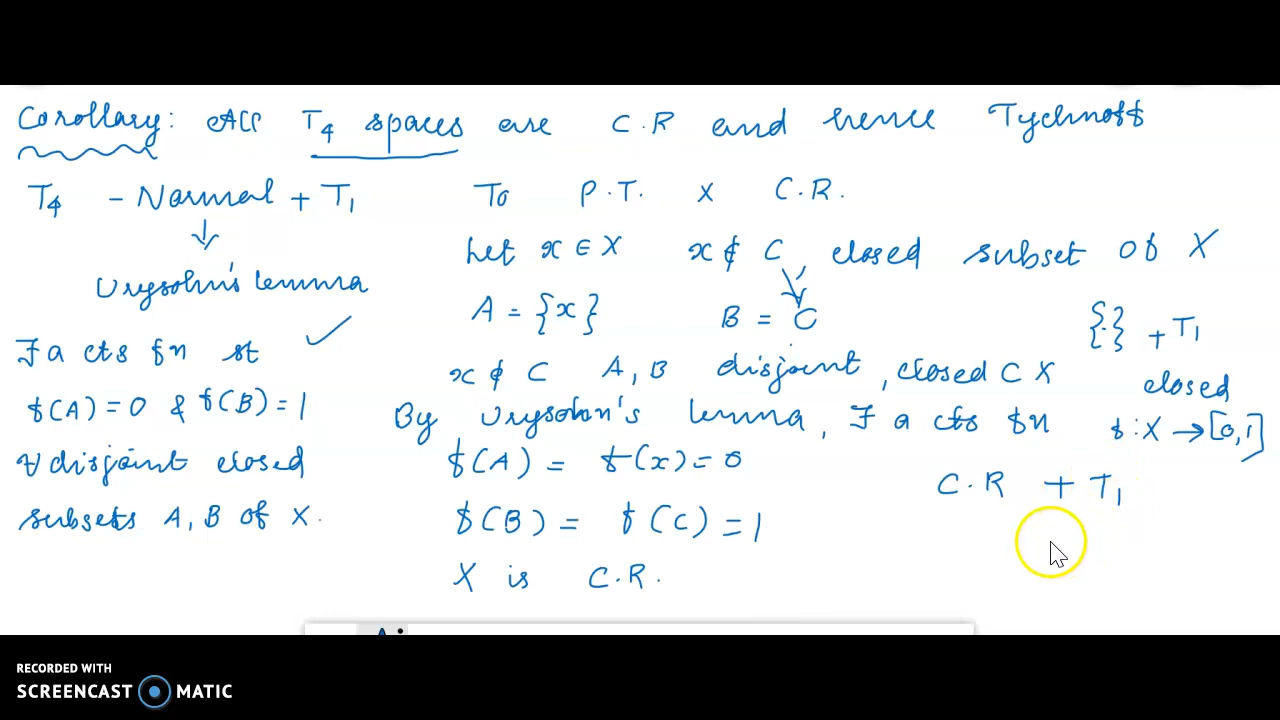 Corollary: All T4 spaces are C.R and hence Tychnoff
T4 - Normal + T1
↓
Urysohn's lemma
∃ a cts fn st ✓
f(A) = 0 & f(B) = 1
∀ disjoint closed
subsets A, B of X.
To P.T. X C.R.
Let x ∈ X x ∉ C, closed subset of X
A = {x} B = C
x ∉ C A, B disjoint, closed ⊂ X
{.} + T1
closed
By Urysohn's lemma, ∃ a cts fn f: X → [0,1]
f(A) = f(x) = 0
f(B) = f(C) = 1
X is C.R.
C.R + T1
RECORDED WITH
SCREENCAST MATIC